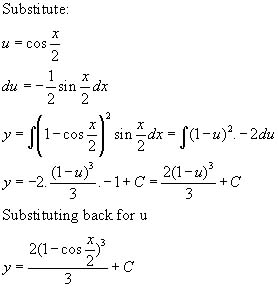 Substitute:
u = cos x/2
du = −1/2 sin x/2 dx
y = ∫(1 − cos x/2)² sin x/2 dx = ∫(1 − u)². − 2du
y = −2. (1 − u)³/3 . − 1 + C = 2(1 − u)³/3 + C
Substituting back for u
y = 2(1 − cos x/2)³/3 + C